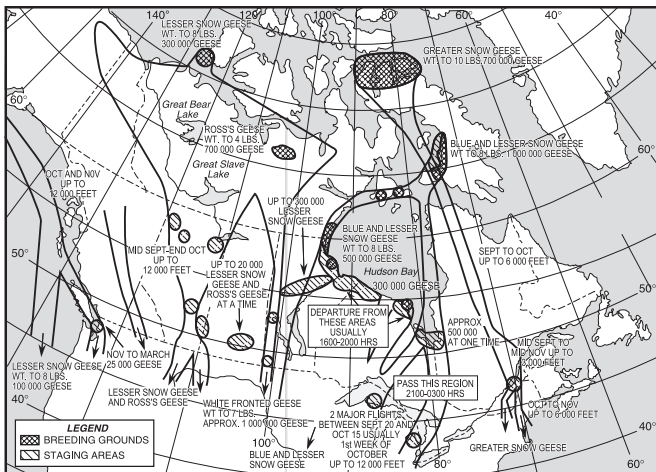 140°
120°
100°
80°
60°
40°
LESSER SNOW GEESE
WT. TO 8 LBS.
300 000 GEESE
GREATER SNOW GEESE
WT. TO 10 LBS. 700 000 GEESE
60°
Great Bear
Lake
ROSS'S GEESE
WT. TO 4 LBS.
700 000 GEESE
Great Slave
Lake
BLUE AND LESSER SNOW GEESE
WT TO 8 LBS. 1 000 000 GEESE
60°
OCT AND NOV
UP TO
12 000 FEET
UP TO 300 000
LESSER
SNOW GEESE
BLUE AND LESSER
SNOW GEESE
WT TO 8 LBS.
500 000 GEESE
Hudson Bay
300 000 GEESE
50°
MID SEPT-END OCT
UP TO
12 000 FEET
UP TO 20 000
LESSER SNOW
GEESE AND
ROSS'S GEESE
AT A TIME
SEPT TO OCT
UP TO 6 000 FEET
50°
DEPARTURE FROM
THESE AREAS
USUALLY
1600-2000 HRS
APPROX
500 000
AT ONE TIME
MID SEPT TO
MID NOV UP TO
FEET
LESSER SNOW GEESE
WT. TO 8 LBS.
100 000 GEESE
NOV TO MARCH
25 000 GEESE
PASS THIS REGION
2100-0300 HRS
LESSER SNOW GEESE
AND ROSS'S GEESE
WHITE FRONTED GEESE
WT TO 7 LBS.
APPROX. 1 000 000 GEESE
OCT TO NOV
UP TO 6 000 FEET
40°
40°
2 MAJOR FLIGHTS
BETWEEN SEPT 20 AND
OCT 15 USUALLY
1st WEEK OF
OCTOBER
UP TO 12 000 FEET
LEGEND
BREEDING GROUNDS
STAGING AREAS
100°
BLUE AND LESSER
SNOW GEESE
80°
GREATER SNOW GEESE
60°